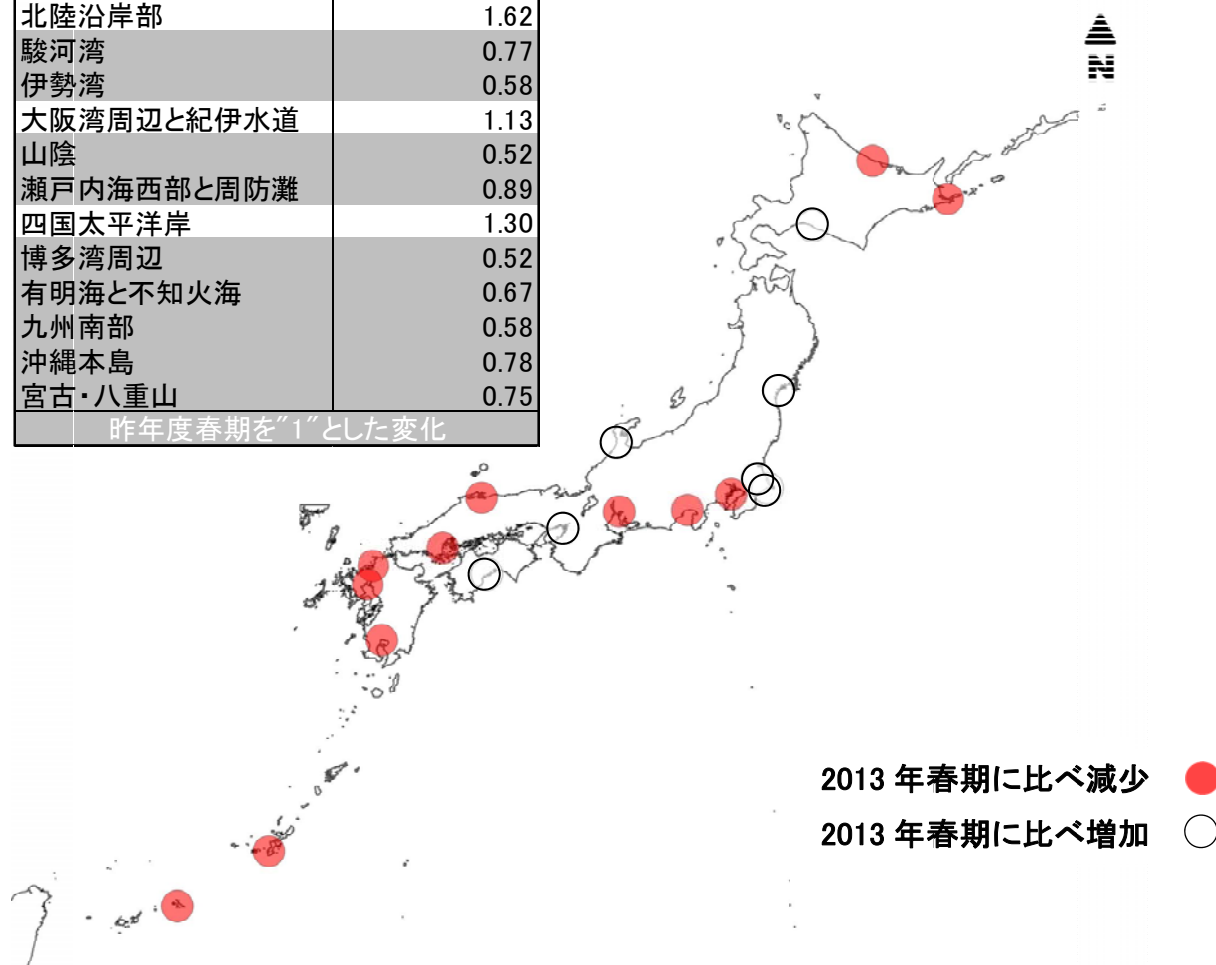 北陸沿岸部 1.62
駿河湾 0.77
伊勢湾 0.58
大阪湾周辺と紀伊水道 1.13
山陰 0.52
瀬戸内海西部と周防灘 0.89
四国太平洋岸 1.30
博多湾周辺 0.52
有明海と不知火海 0.67
九州南部 0.58
沖縄本島 0.78
宮古・八重山 0.75
昨年度春期を"1"とした変化
N
2013 年春期に比べ減少
2013 年春期に比べ増加